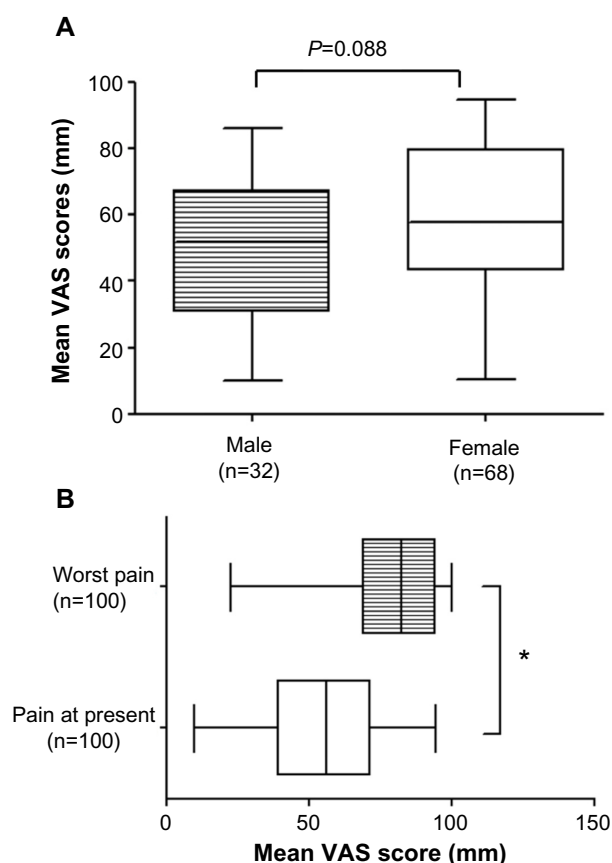 A
P=0.088
Mean VAS scores (mm)
100
80
60
40
20
0
Male
(n=32)
Female
(n=68)
B
Worst pain
(n=100)
*
Pain at present
(n=100)
0
50
100
150
Mean VAS score (mm)